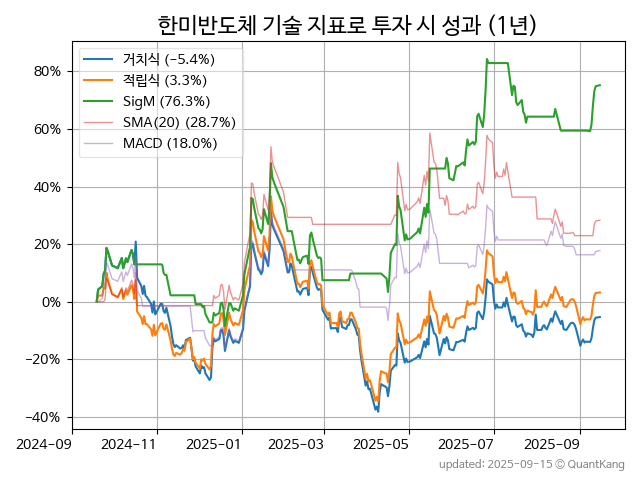 한미반도체 기술 지표로 투자 시 성과 (1년)
거치식 (-5.4%)
적립식 (3.3%)
SigM (76.3%)
SMA(20) (28.7%)
MACD (18.0%)
80%
60%
40%
20%
0%
−20%
−40%
2024-09 2024-11 2025-01 2025-03 2025-05 2025-07 2025-09
updated: 2025-09-15 © QuantKang